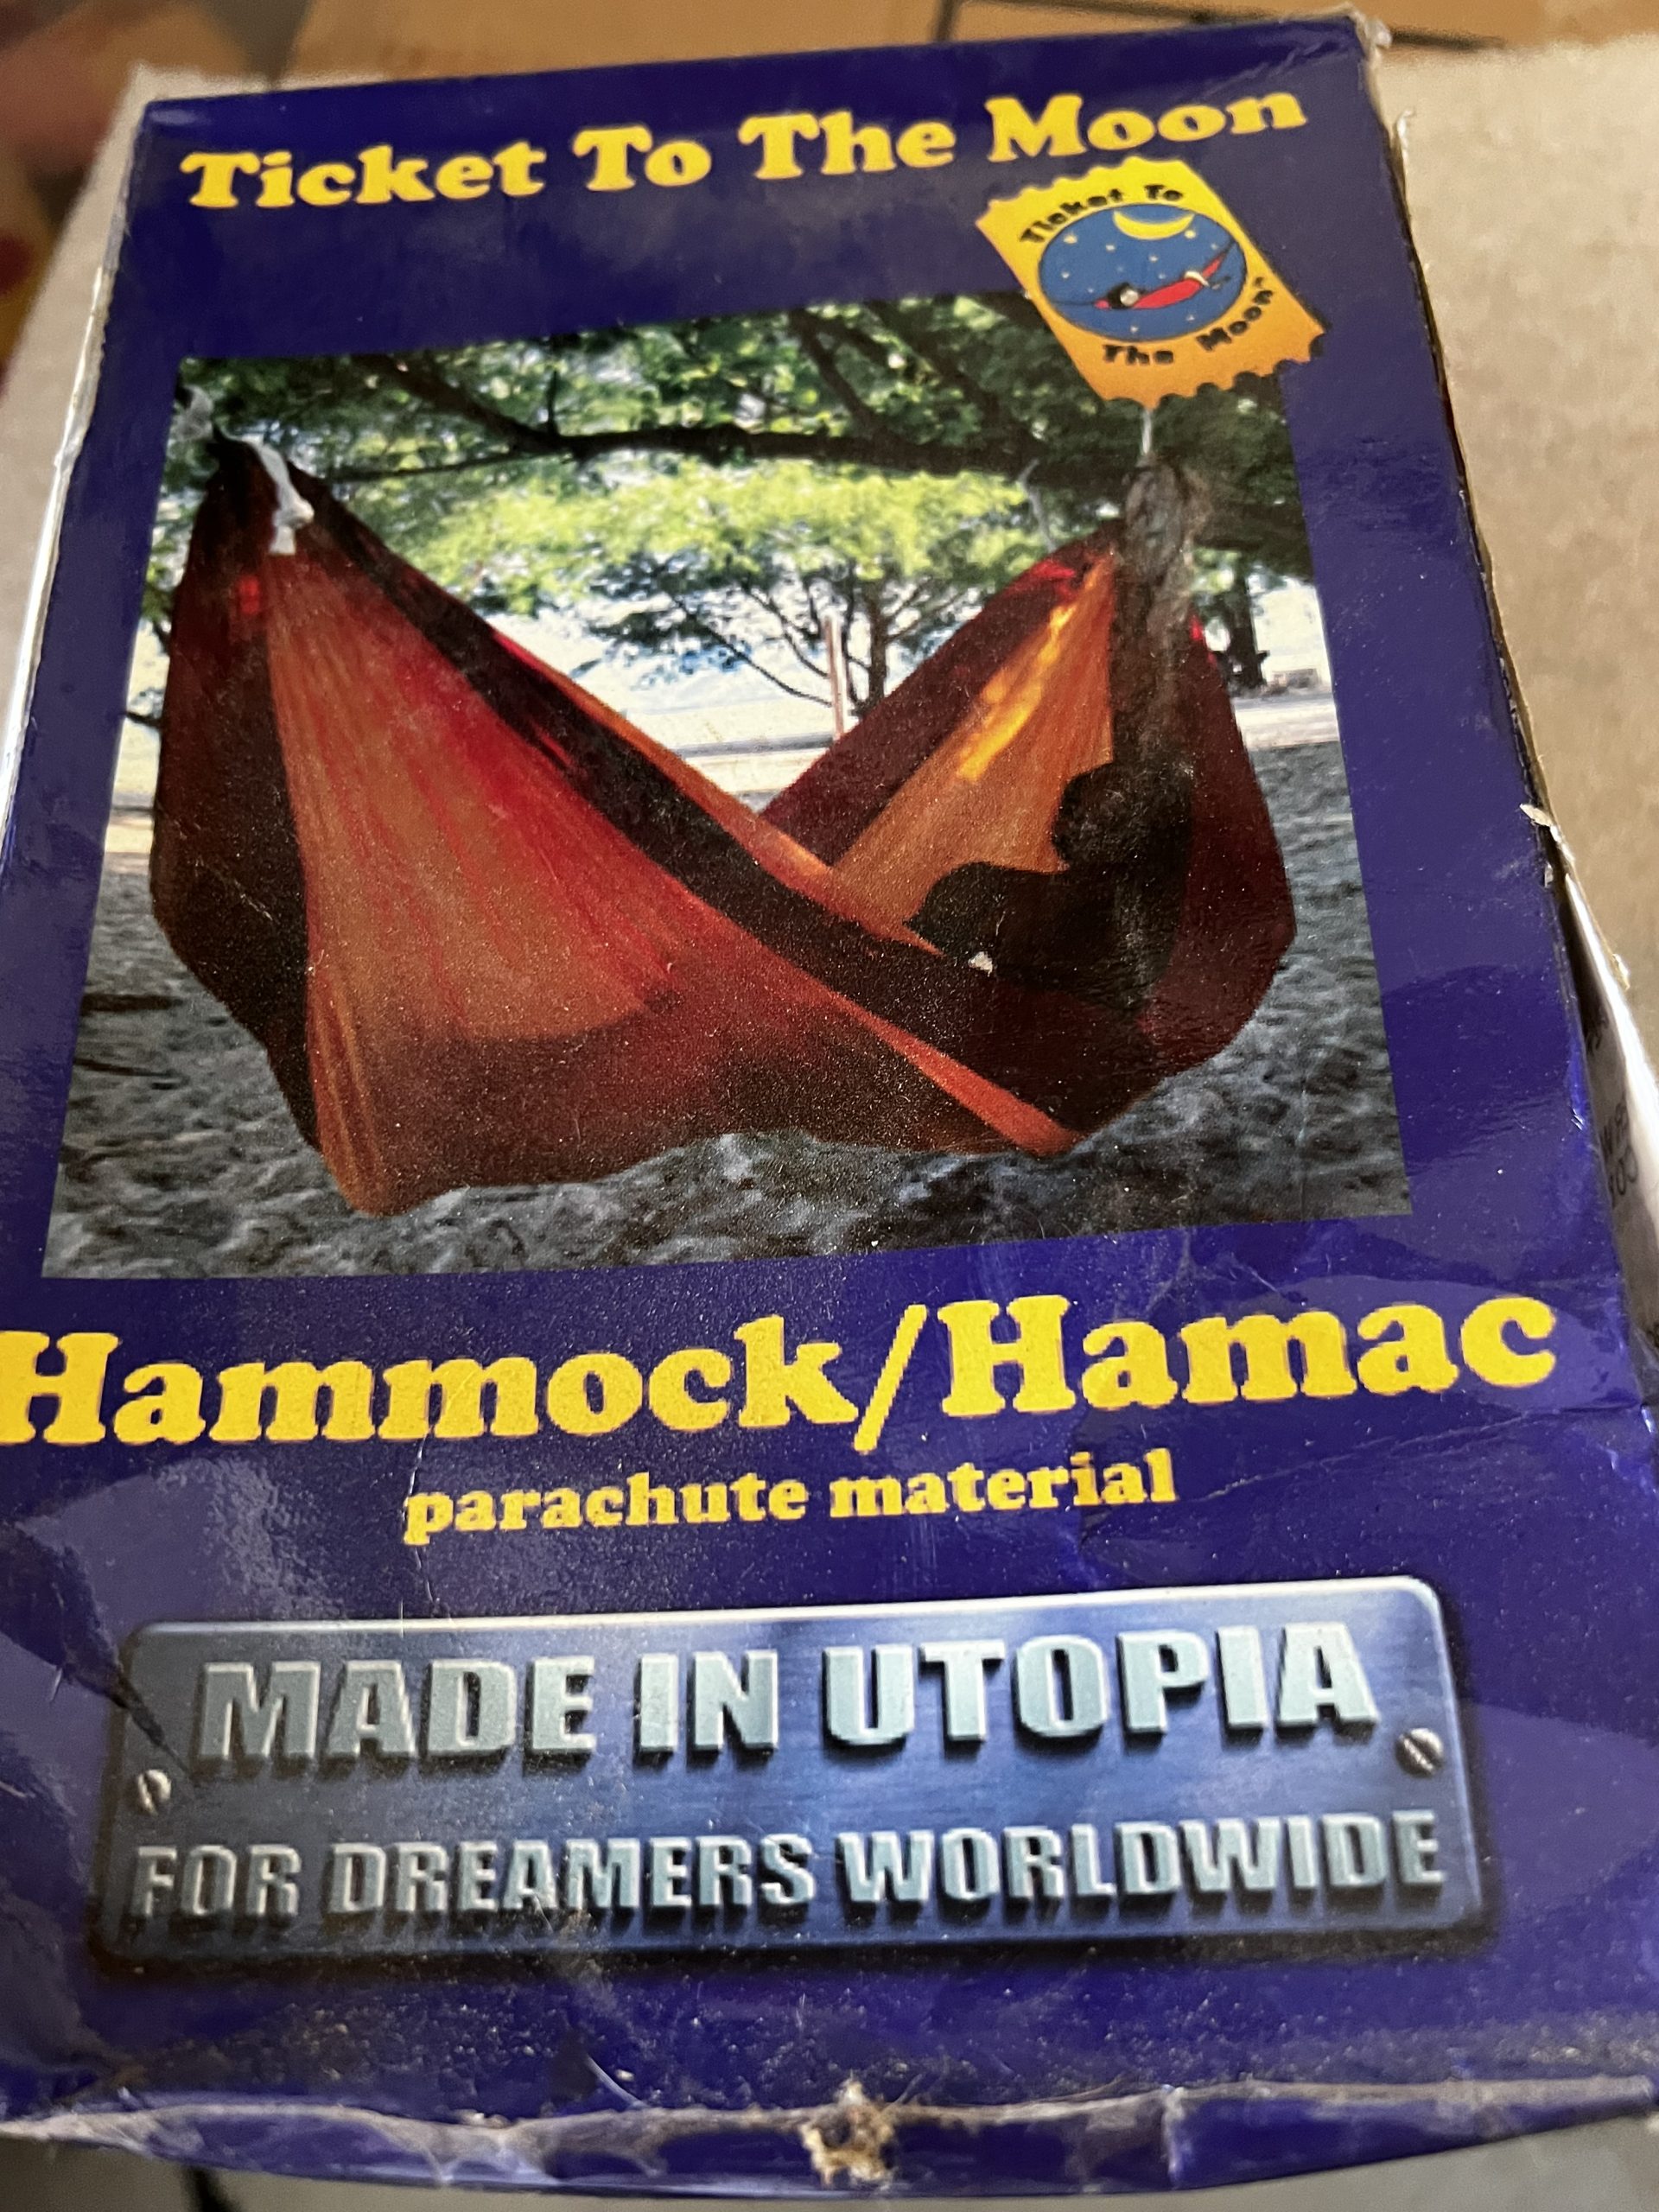 Ticket To The Moon
Ticket To
The Moon
Hammock/Hamac
parachute material
MADE IN UTOPIA
FOR DREAMERS WORLDWIDE